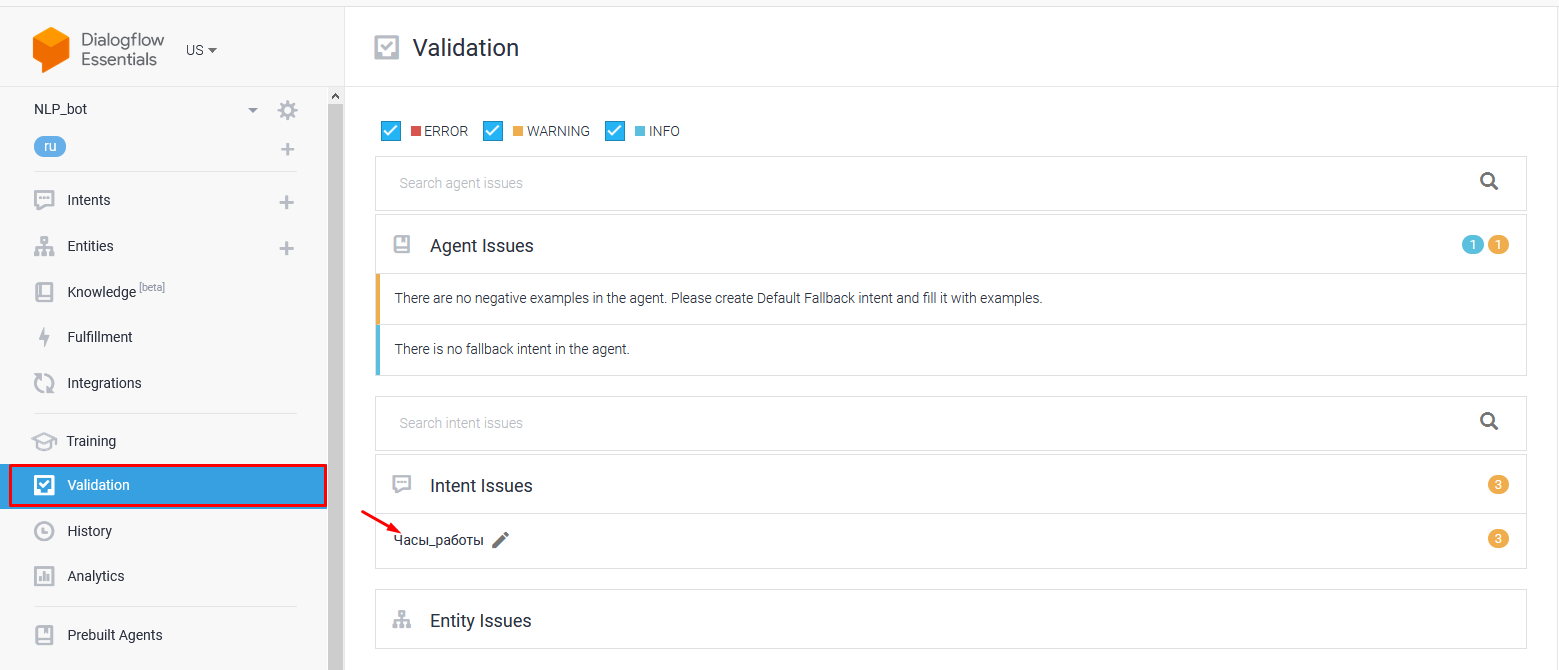 Dialogflow
Essentials
US
NLP_bot
ru
Intents
Entities
Knowledge [beta]
Fulfillment
Integrations
Training
Validation
History
Analytics
Prebuilt Agents
Validation
ERROR WARNING INFO
Search agent issues
Agent Issues 1 1
There are no negative examples in the agent. Please create Default Fallback intent and fill it with examples.
There is no fallback intent in the agent.
Search intent issues
Intent Issues 3
Часы_работы 3
Entity Issues